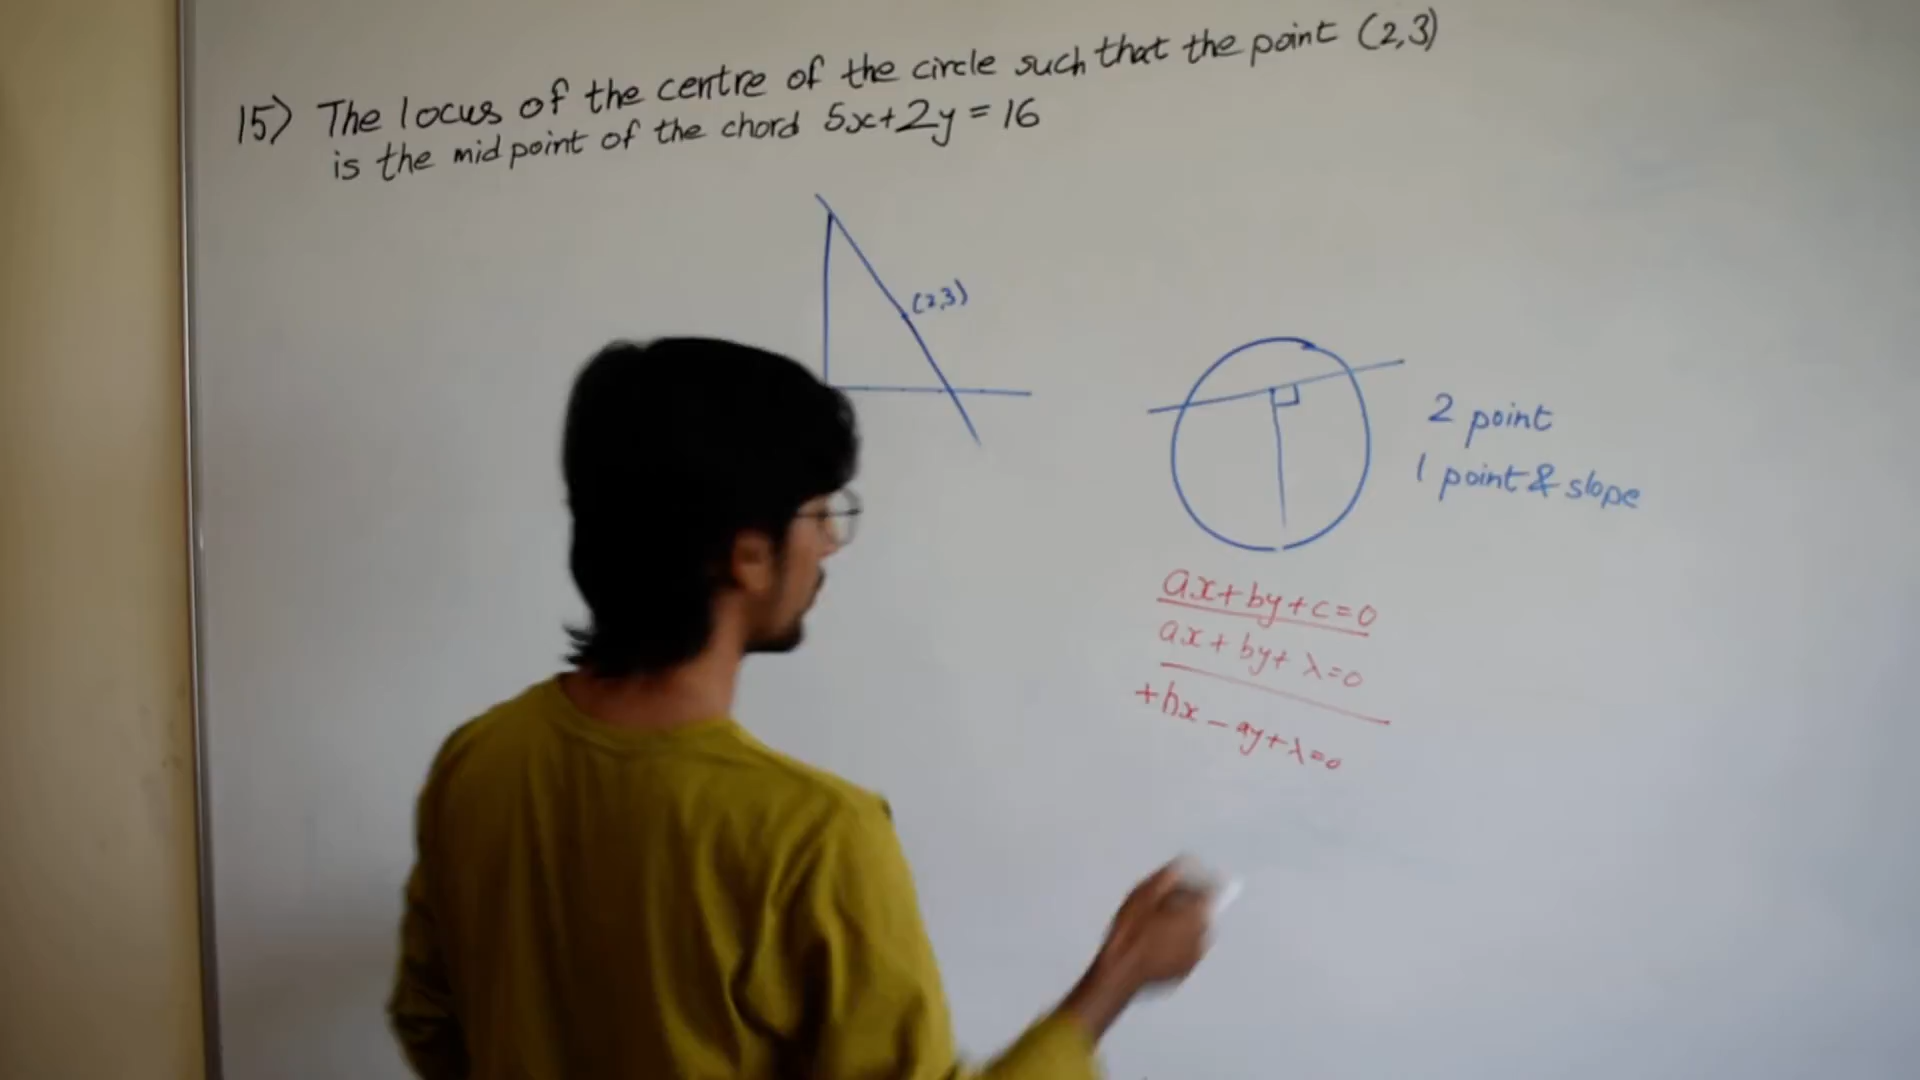 15) The locus of the centre of the circle such that the point (2,3)
is the midpoint of the chord 5x+2y=16
(2,3)
2 point
1 point & slope
ax+by+c=0
ax+by+λ=0
+bx-ay+λ=0